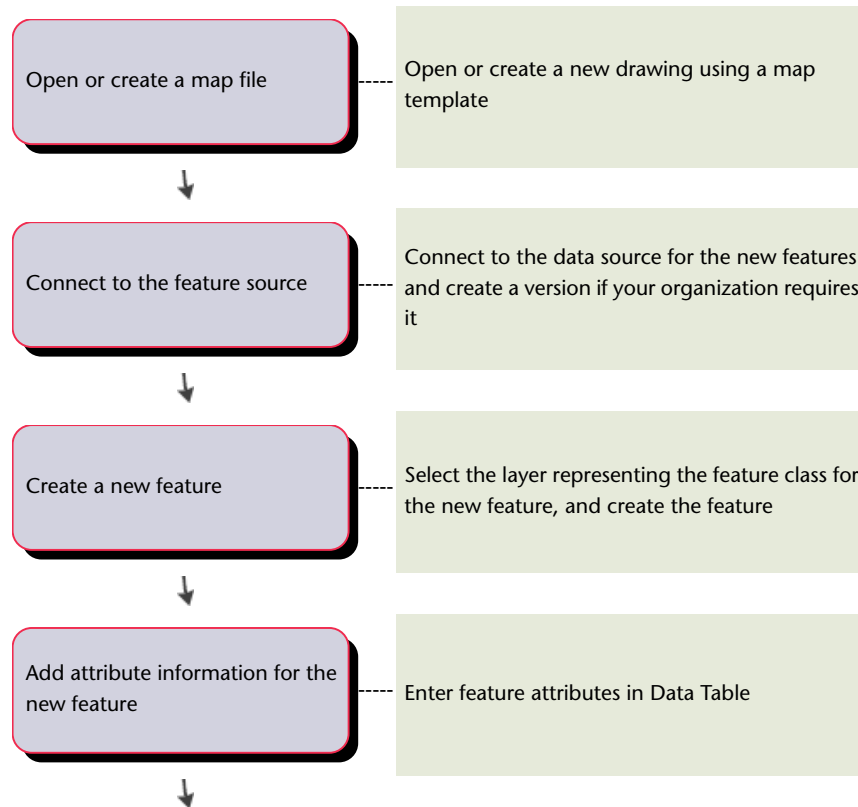 Open or create a map file
Open or create a new drawing using a map
template
Connect to the feature source
Connect to the data source for the new features
and create a version if your organization requires
it
Create a new feature
Select the layer representing the feature class for
the new feature, and create the feature
Add attribute information for the
new feature
Enter feature attributes in Data Table